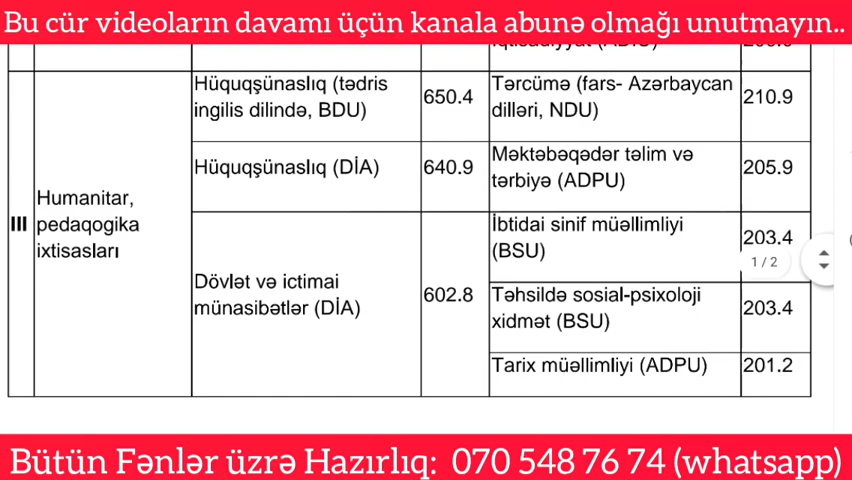 Bu cür videoların davamı üçün kanala abunə olmağı unutmayın..
III
Humanitar,
pedaqogika
ixtisasları
Hüquqşünaslıq (tədris
ingilis dilində, BDU)
650.4
Tərcümə (fars- Azərbaycan
dilləri, NDU)
210.9
Hüquqşünaslıq (DİA)
640.9
Məktəbəqədər təlim və
tərbiyə (ADPU)
205.9
Dövlət və ictimai
münasibətlər (DİA)
602.8
İbtidai sinif müəllimliyi
(BSU)
203.4
1 / 2
Təhsildə sosial-psixoloji
xidmət (BSU)
203.4
Tarix müəllimliyi (ADPU)
201.2
Bütün Fənlər üzrə Hazırlıq: 070 548 76 74 (whatsapp)